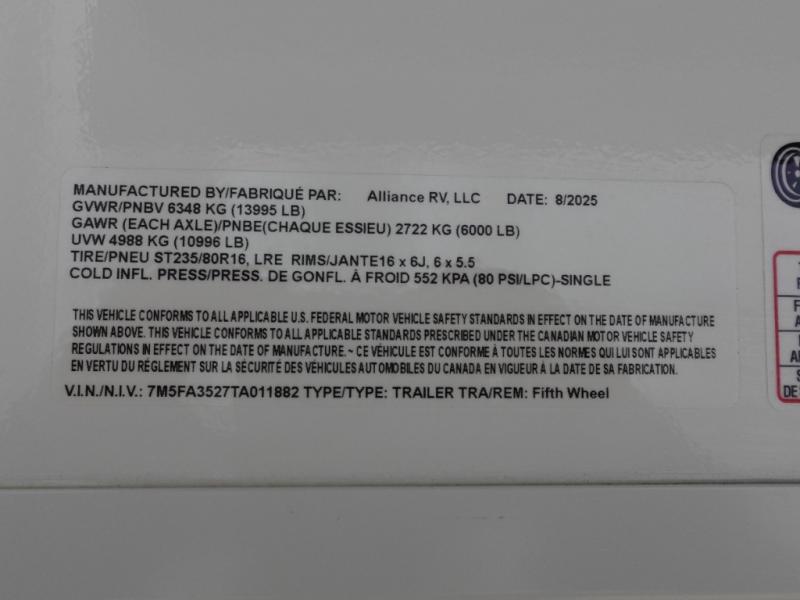 MANUFACTURED BY/FABRIQUÉ PAR: Alliance RV, LLC DATE: 8/2025
GVWR/PNBV 6348 KG (13995 LB)
GAWR (EACH AXLE)/PNBE(CHAQUE ESSIEU) 2722 KG (6000 LB)
UVW 4988 KG (10996 LB)
TIRE/PNEU ST235/80R16, LRE RIMS/JANTE16 x 6J, 6 x 5.5
COLD INFL. PRESS/PRESS. DE GONFL. À FROID 552 KPA (80 PSI/LPC)-SINGLE
THIS VEHICLE CONFORMS TO ALL APPLICABLE U.S. FEDERAL MOTOR VEHICLE SAFETY STANDARDS IN EFFECT ON THE DATE OF MANUFACTURE
SHOWN ABOVE. THIS VEHICLE CONFORMS TO ALL APPLICABLE STANDARDS PRESCRIBED UNDER THE CANADIAN MOTOR VEHICLE SAFETY
REGULATIONS IN EFFECT ON THE DATE OF MANUFACTURE. ~ CE VÉHICULE EST CONFORME À TOUTES LES NORMES QUI LUI SONT APPLICABLES
EN VERTU DU RÉGLEMENT SUR LA SÉCURITÉ DES VÉHICULES AUTOMOBILES DU CANADA EN VIGUEUR À LA DATE DE SA FABRICATION.
V.I.N./N.I.V.: 7M5FA3527TA011882 TYPE/TYPE: TRAILER TRA/REM: Fifth Wheel